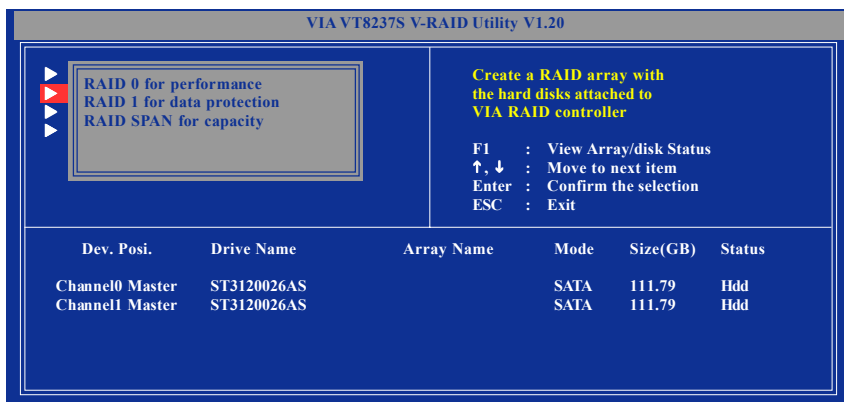 VIA VT8237S V-RAID Utility V1.20
RAID 0 for performance
RAID 1 for data protection
RAID SPAN for capacity
Create a RAID array with
the hard disks attach to
VIA RAID controller
F1 : View Array/disk Status
↑, ↓ : Move to next item
Enter : Confirm the selection
ESC : Exit
Dev. Posi. Drive Name Array Name Mode Size(GB) Status
Channel0 Master ST3120026AS SATA 111.79 Hdd
Channel1 Master ST3120026AS SATA 111.79 Hdd